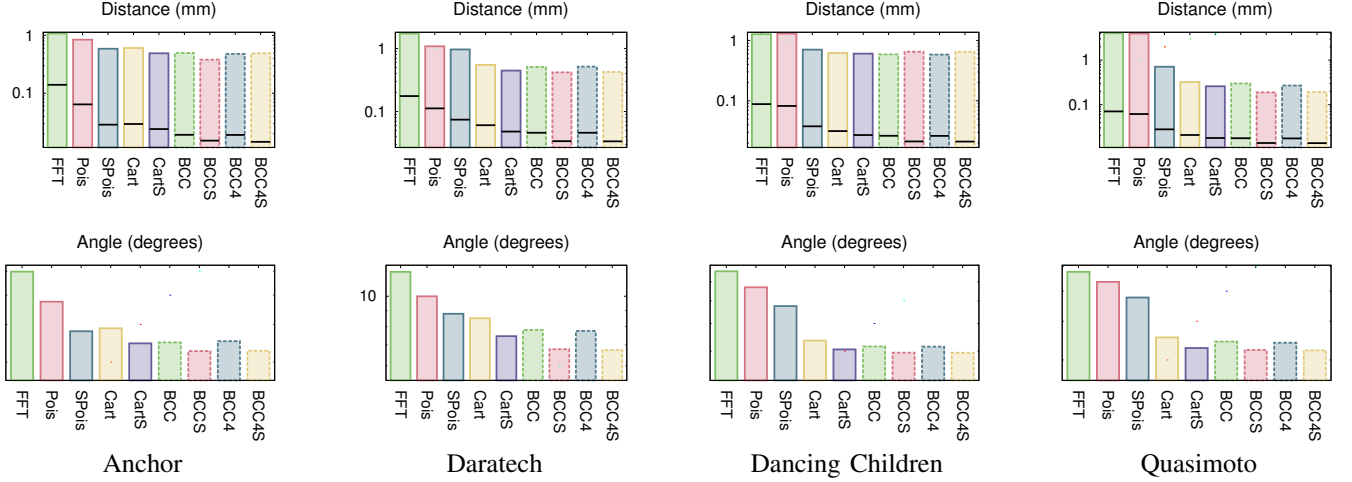 Distance (mm) Distance (mm) Distance (mm) Distance (mm)
1 1 1 1
0.1 0.1 0.1 0.1
FFT Pois SPois Cart CartS BCC BCCS BCC4 BCC4S FFT Pois SPois Cart CartS BCC BCCS BCC4 BCC4S FFT Pois SPois Cart CartS BCC BCCS BCC4 BCC4S FFT Pois SPois Cart CartS BCC BCCS BCC4 BCC4S
Angle (degrees) Angle (degrees) Angle (degrees) Angle (degrees)
10
FFT Pois SPois Cart CartS BCC BCCS BCC4 BCC4S FFT Pois SPois Cart CartS BCC BCCS BCC4 BCC4S FFT Pois SPois Cart CartS BCC BCCS BCC4 BCC4S FFT Pois SPois Cart CartS BCC BCCS BCC4 BCC4S
Anchor Daratech Dancing Children Quasimoto